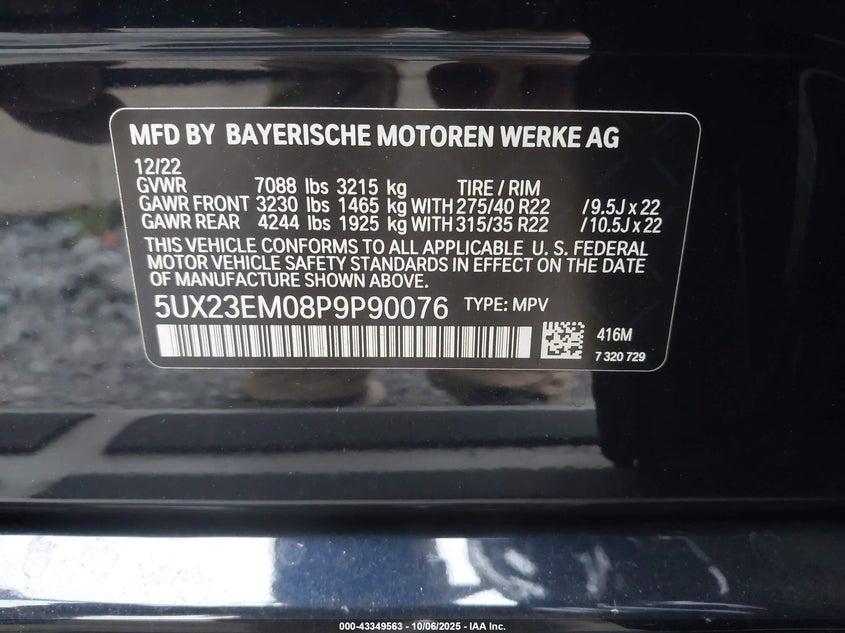 MFD BY BAYERISCHE MOTOREN WERKE AG
12/22
GVWR 7088 lbs 3215 kg TIRE / RIM
GAWR FRONT 3230 lbs 1465 kg WITH 275/40 R22 /9.5J x 22
GAWR REAR 4244 lbs 1925 kg WITH 315/35 R22 /10.5J x 22
THIS VEHICLE CONFORMS TO ALL APPLICABLE U. S. FEDERAL
MOTOR VEHICLE SAFETY STANDARDS IN EFFECT ON THE DATE
OF MANUFACTURE SHOWN ABOVE.
5UX23EM08P9P90076 TYPE: MPV
416M
7 320 729
000-43349563 - 10/06/2025 - IAA Inc.